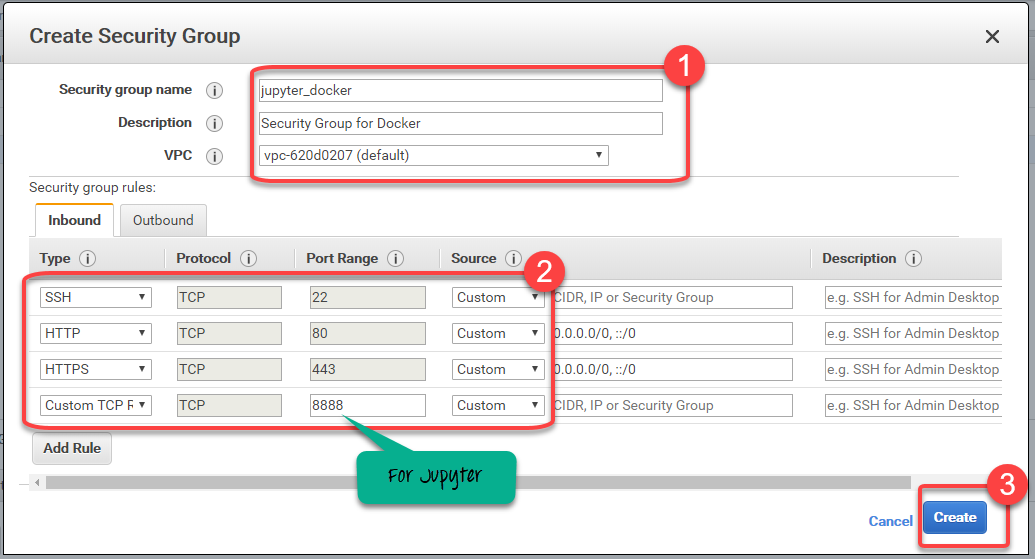 Create Security Group
1
Security group name
jupyter_docker
Description
Security Group for Docker
VPC
vpc-620d0207 (default)
Security group rules:
Inbound Outbound
Type Protocol Port Range Source Description
2
SSH TCP 22 Custom CIDR, IP or Security Group e.g. SSH for Admin Desktop
HTTP TCP 80 Custom 0.0.0.0/0, ::/0 e.g. SSH for Admin Desktop
HTTPS TCP 443 Custom 0.0.0.0/0, ::/0 e.g. SSH for Admin Desktop
Custom TCP R TCP 8888 Custom CIDR, IP or Security Group e.g. SSH for Admin Desktop
Add Rule
For Jupyter
3
Cancel Create